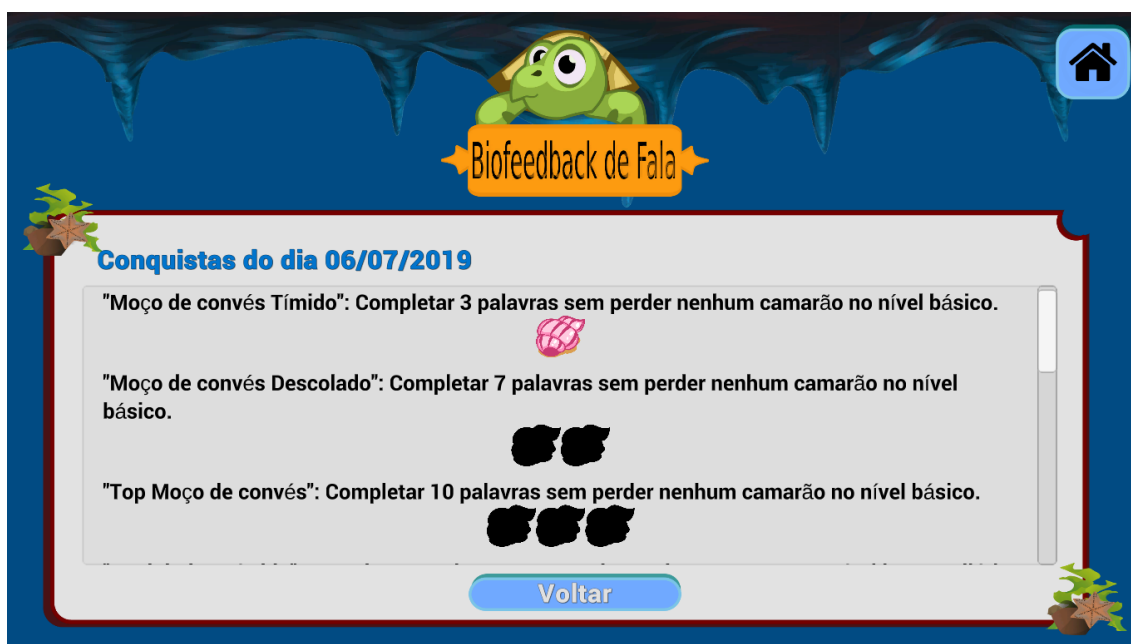 Biofeedback de Fala
Conquistas do dia 06/07/2019
"Moço de convés Tímido": Completar 3 palavras sem perder nenhum camarão no nível básico.
"Moço de convés Descolado": Completar 7 palavras sem perder nenhum camarão no nível
básico.
"Top Moço de convés": Completar 10 palavras sem perder nenhum camarão no nível básico.
Voltar